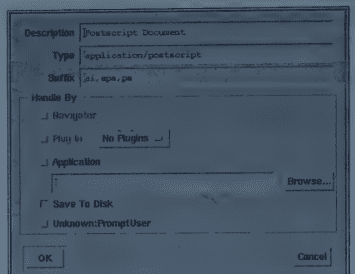 Description Postscript Document
Type application/postscript
Suffix ai,eps,ps
Handle By
Navigator
Plug In No Plugins
Application
Browse...
Save To Disk
Unknown:PromptUser
OK Cancel